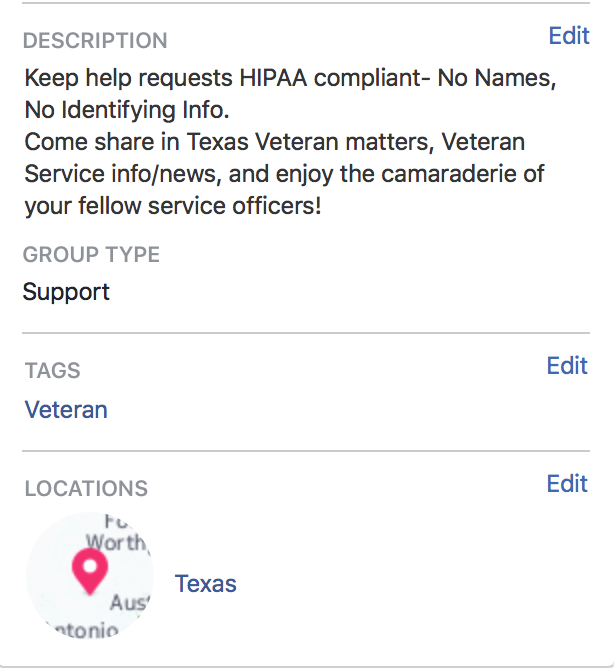 DESCRIPTION
Edit
Keep help requests HIPAA compliant- No Names,
No Identifying Info.
Come share in Texas Veteran matters, Veteran
Service info/news, and enjoy the camaraderie of
your fellow service officers!
GROUP TYPE
Support
TAGS
Edit
Veteran
LOCATIONS
Edit
Worth
Texas
Aus
ntonio